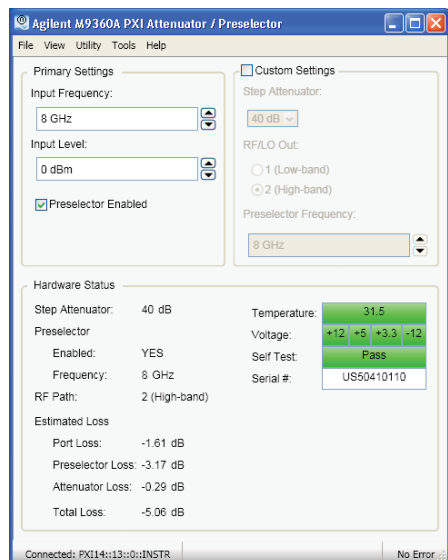 Agilent M9360A PXI Attenuator / Preselector
File View Utility Tools Help
Primary Settings
Input Frequency:
8 GHz
Input Level:
0 dBm
Preselector Enabled
Custom Settings
Step Attenuator:
40 dB
RF/LO Out:
1 (Low-band)
2 (High-band)
Preselector Frequency:
8 GHz
Hardware Status
Step Attenuator: 40 dB
Preselector
Enabled: YES
Frequency: 8 GHz
RF Path: 2 (High-band)
Estimated Loss
Port Loss: -1.61 dB
Preselector Loss: -3.17 dB
Attenuator Loss: -0.29 dB
Total Loss: -5.06 dB
Temperature: 31.5
Voltage: +12 +5 +3.3 -12
Self Test: Pass
Serial #: US50410110
Connected: PXI14::13::0::INSTR No Error